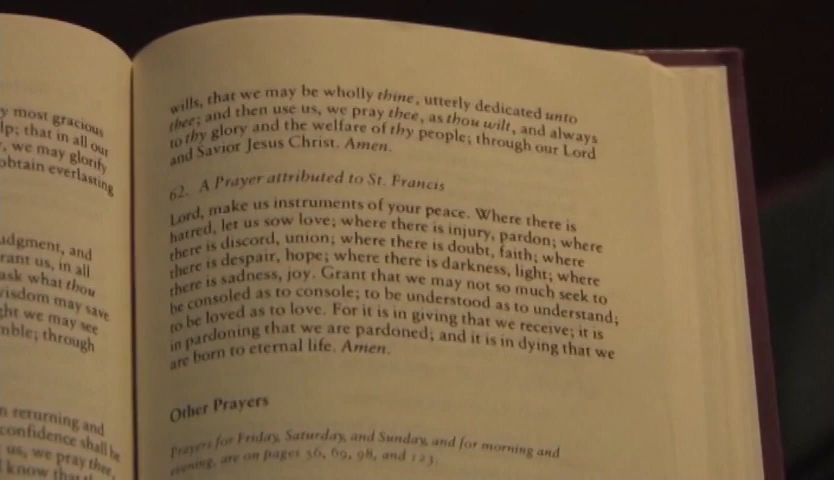 y most gracious
lp; that in all our
, we may glorify
obtain everlasting
udgment, and
rant us, in all
ask what thou
wisdom may save
ght we may see
mble; through
n returning and
confidence shall be
us, we pray thee,
I know that
wills, that we may be wholly thine, utterly dedicated unto
thee; and then use us, we pray thee, as thou wilt, and always
to thy glory and the welfare of thy people; through our Lord
and Savior Jesus Christ. Amen.
62. A Prayer attributed to St. Francis
Lord, make us instruments of your peace. Where there is
hatred, let us sow love; where there is injury, pardon; where
there is discord, union; where there is doubt, faith; where
there is despair, hope; where there is darkness, light; where
there is sadness, joy. Grant that we may not so much seek to
be consoled as to console; to be understood as to understand;
to be loved as to love. For it is in giving that we receive; it is
in pardoning that we are pardoned; and it is in dying that we
are born to eternal life. Amen.
Other Prayers
Prayers for Friday, Saturday, and Sunday, and for morning and
evening, are on pages 56, 69, 98, and 123.